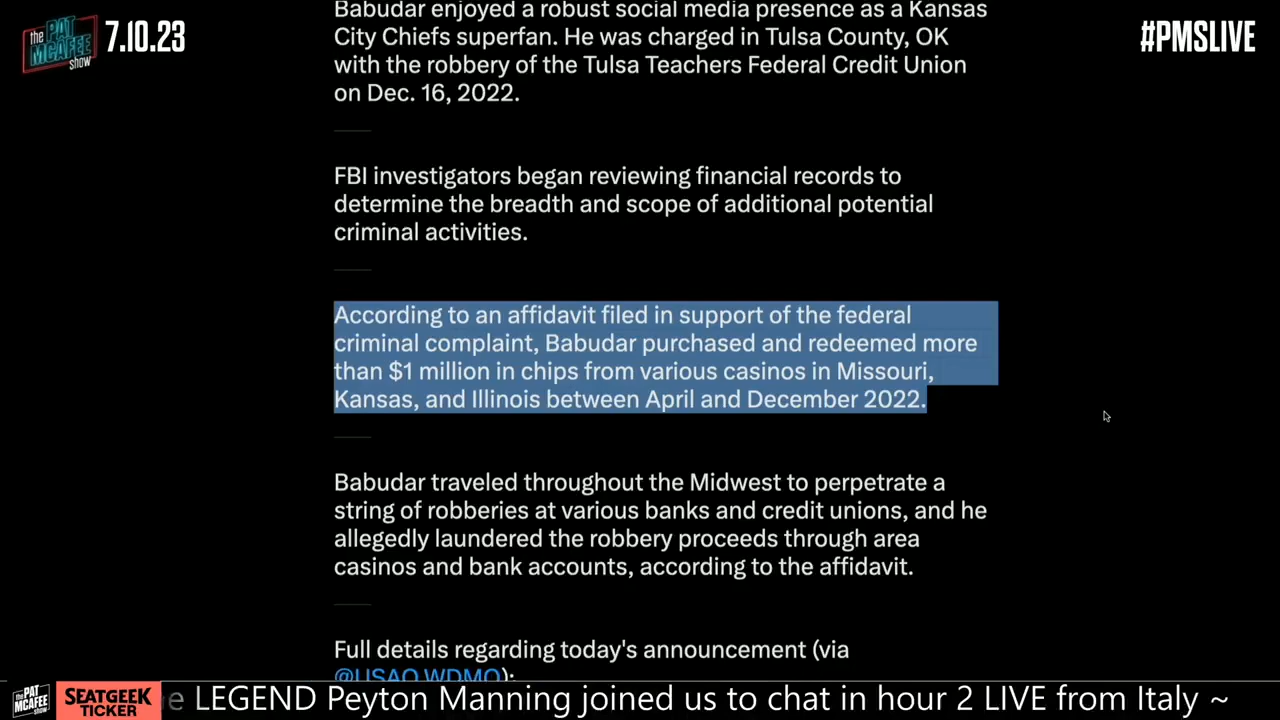 the
PAT
MCAFEE
show
7.10.23
#PMSLIVE
Babudar enjoyed a robust social media presence as a Kansas
City Chiefs superfan. He was charged in Tulsa County, OK
with the robbery of the Tulsa Teachers Federal Credit Union
on Dec. 16, 2022.
FBI investigators began reviewing financial records to
determine the breadth and scope of additional potential
criminal activities.
According to an affidavit filed in support of the federal
criminal complaint, Babudar purchased and redeemed more
than $1 million in chips from various casinos in Missouri,
Kansas, and Illinois between April and December 2022.
Babudar traveled throughout the Midwest to perpetrate a
string of robberies at various banks and credit unions, and he
allegedly laundered the robbery proceeds through area
casinos and bank accounts, according to the affidavit.
Full details regarding today's announcement (via
@USAO_WDMO):
the
PAT
MCAFEE
show
SEATGEEK
TICKER
LEGEND Peyton Manning joined us to chat in hour 2 LIVE from Italy ~